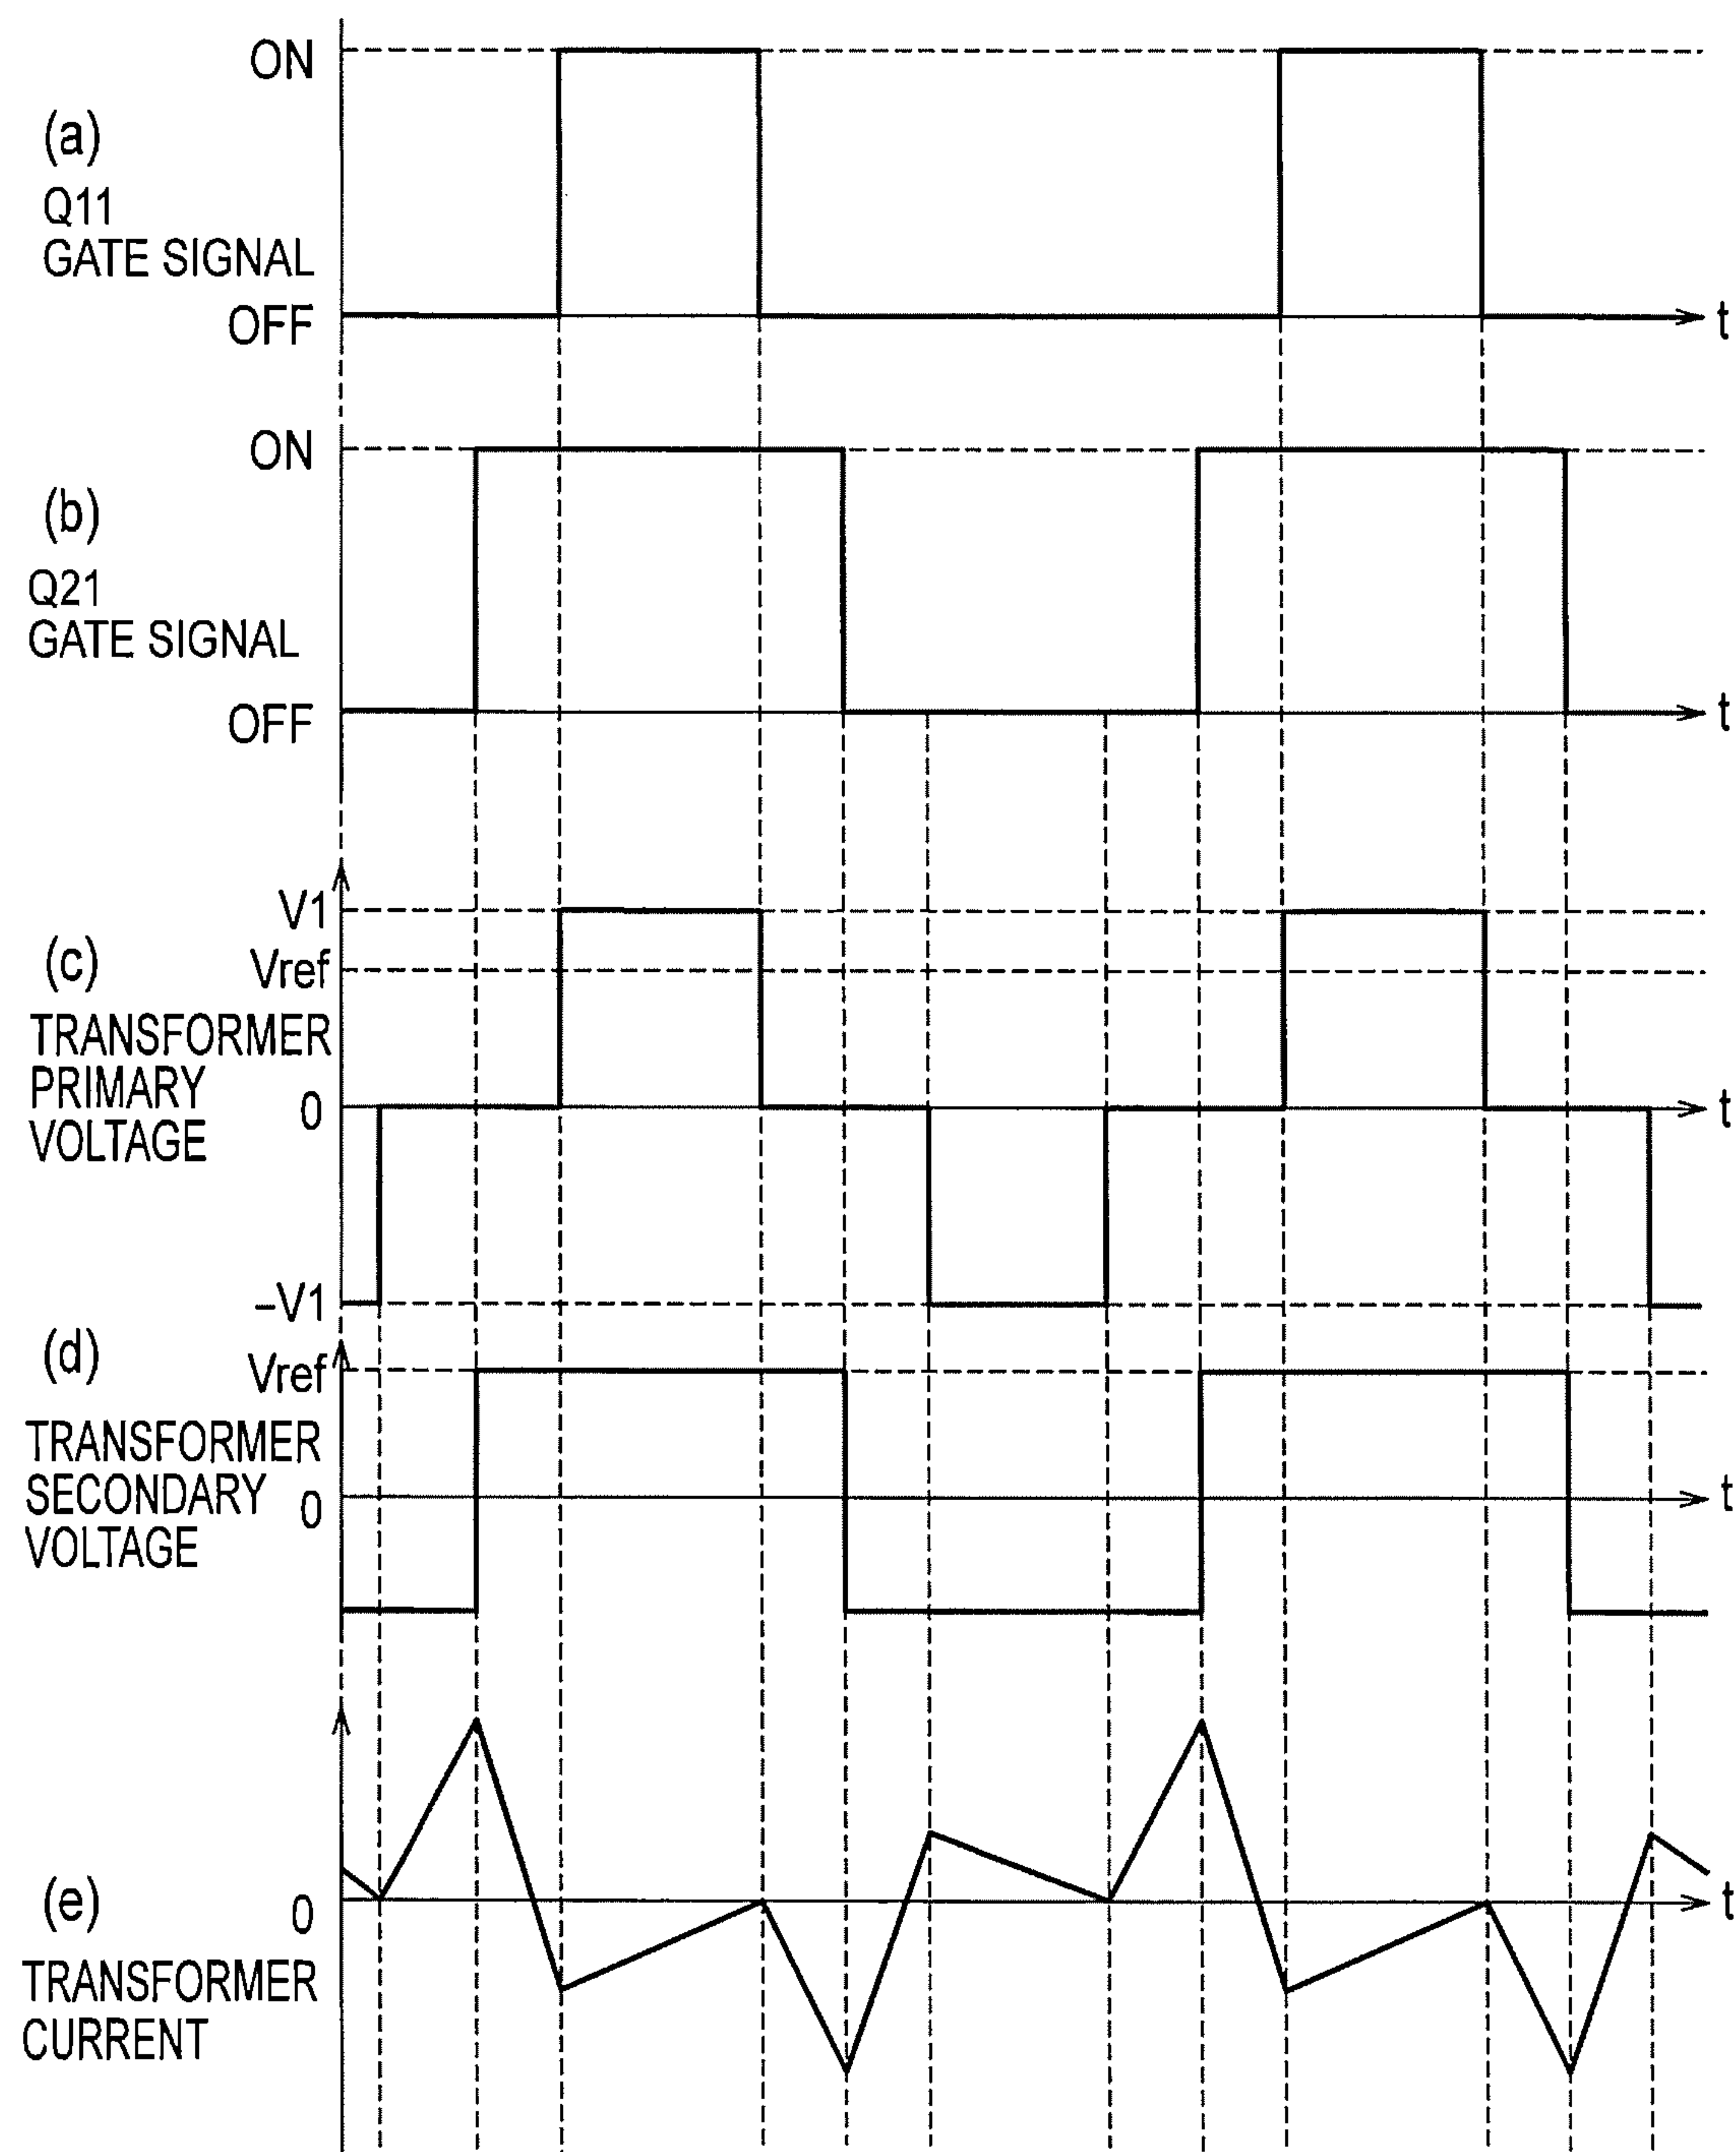 ON
(a)
Q11
GATE SIGNAL
OFF
t
ON
(b)
Q21
GATE SIGNAL
OFF
t
V1
(c)
Vref
TRANSFORMER
PRIMARY
VOLTAGE
0
t
–V1
(d)
Vref
TRANSFORMER
SECONDARY
VOLTAGE
0
t
(e)
0
t
TRANSFORMER
CURRENT